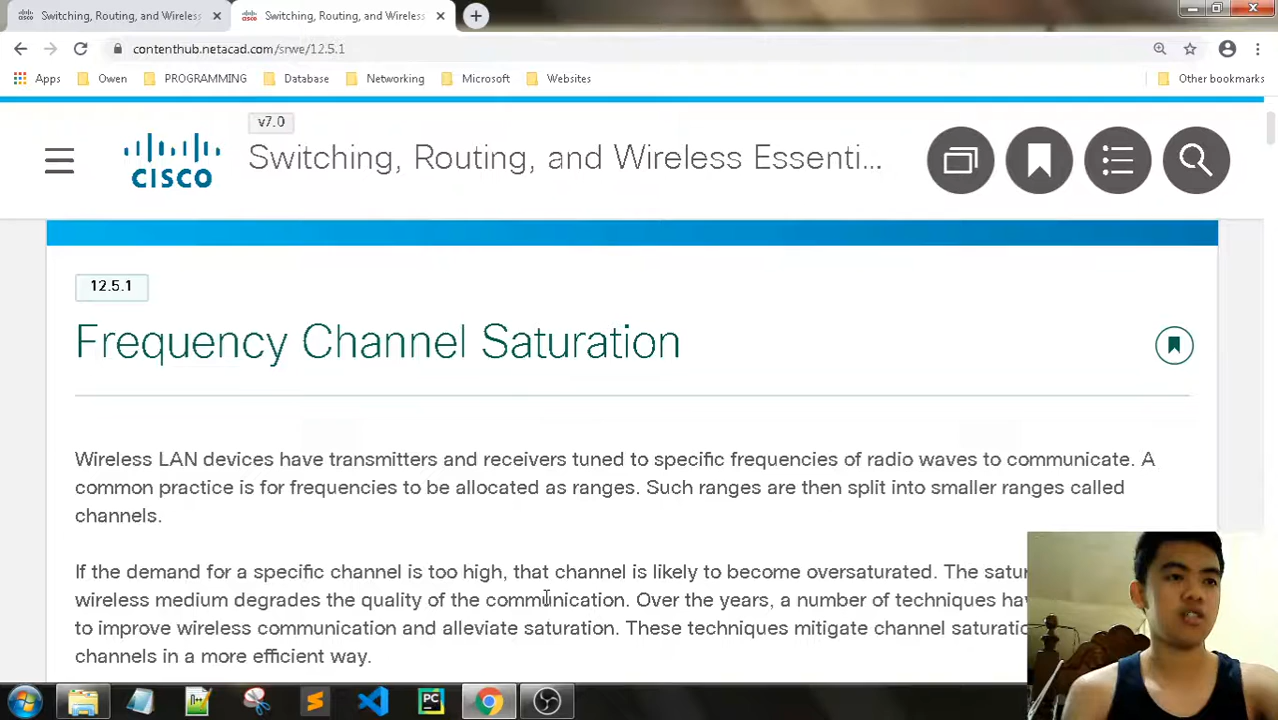 Switching, Routing, and Wireless
Switching, Routing, and Wireless
contenthub.netacad.com/srwe/12.5.1
Apps
Owen
PROGRAMMING
Database
Networking
Microsoft
Websites
Other bookmarks
v7.0
CISCO
Switching, Routing, and Wireless Essenti...
12.5.1
Frequency Channel Saturation
Wireless LAN devices have transmitters and receivers tuned to specific frequencies of radio waves to communicate. A
common practice is for frequencies to be allocated as ranges. Such ranges are then split into smaller ranges called
channels.
If the demand for a specific channel is too high, that channel is likely to become oversaturated. The
wireless medium degrades the quality of the communication. Over the years, a number of techniques
to improve wireless communication and alleviate saturation. These techniques mitigate channel
channels in a more efficient way.
PC